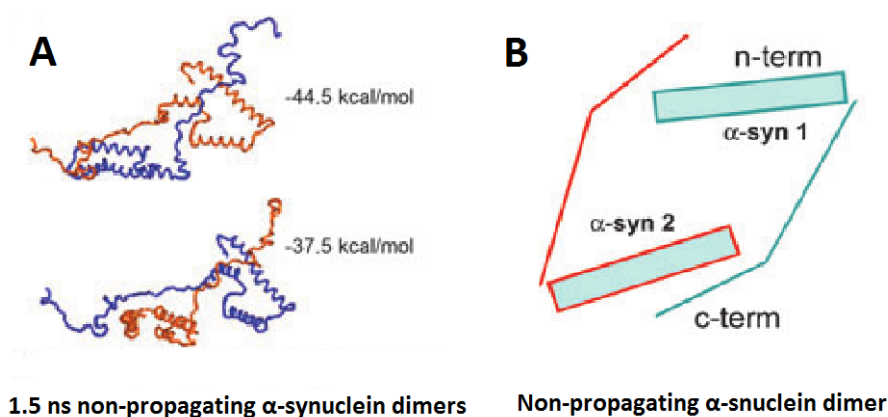 A
-44.5 kcal/mol
-37.5 kcal/mol
1.5 ns non-propagating α-synuclein dimers
B
n-term
α-syn 1
α-syn 2
c-term
Non-propagating α-snuclein dimer